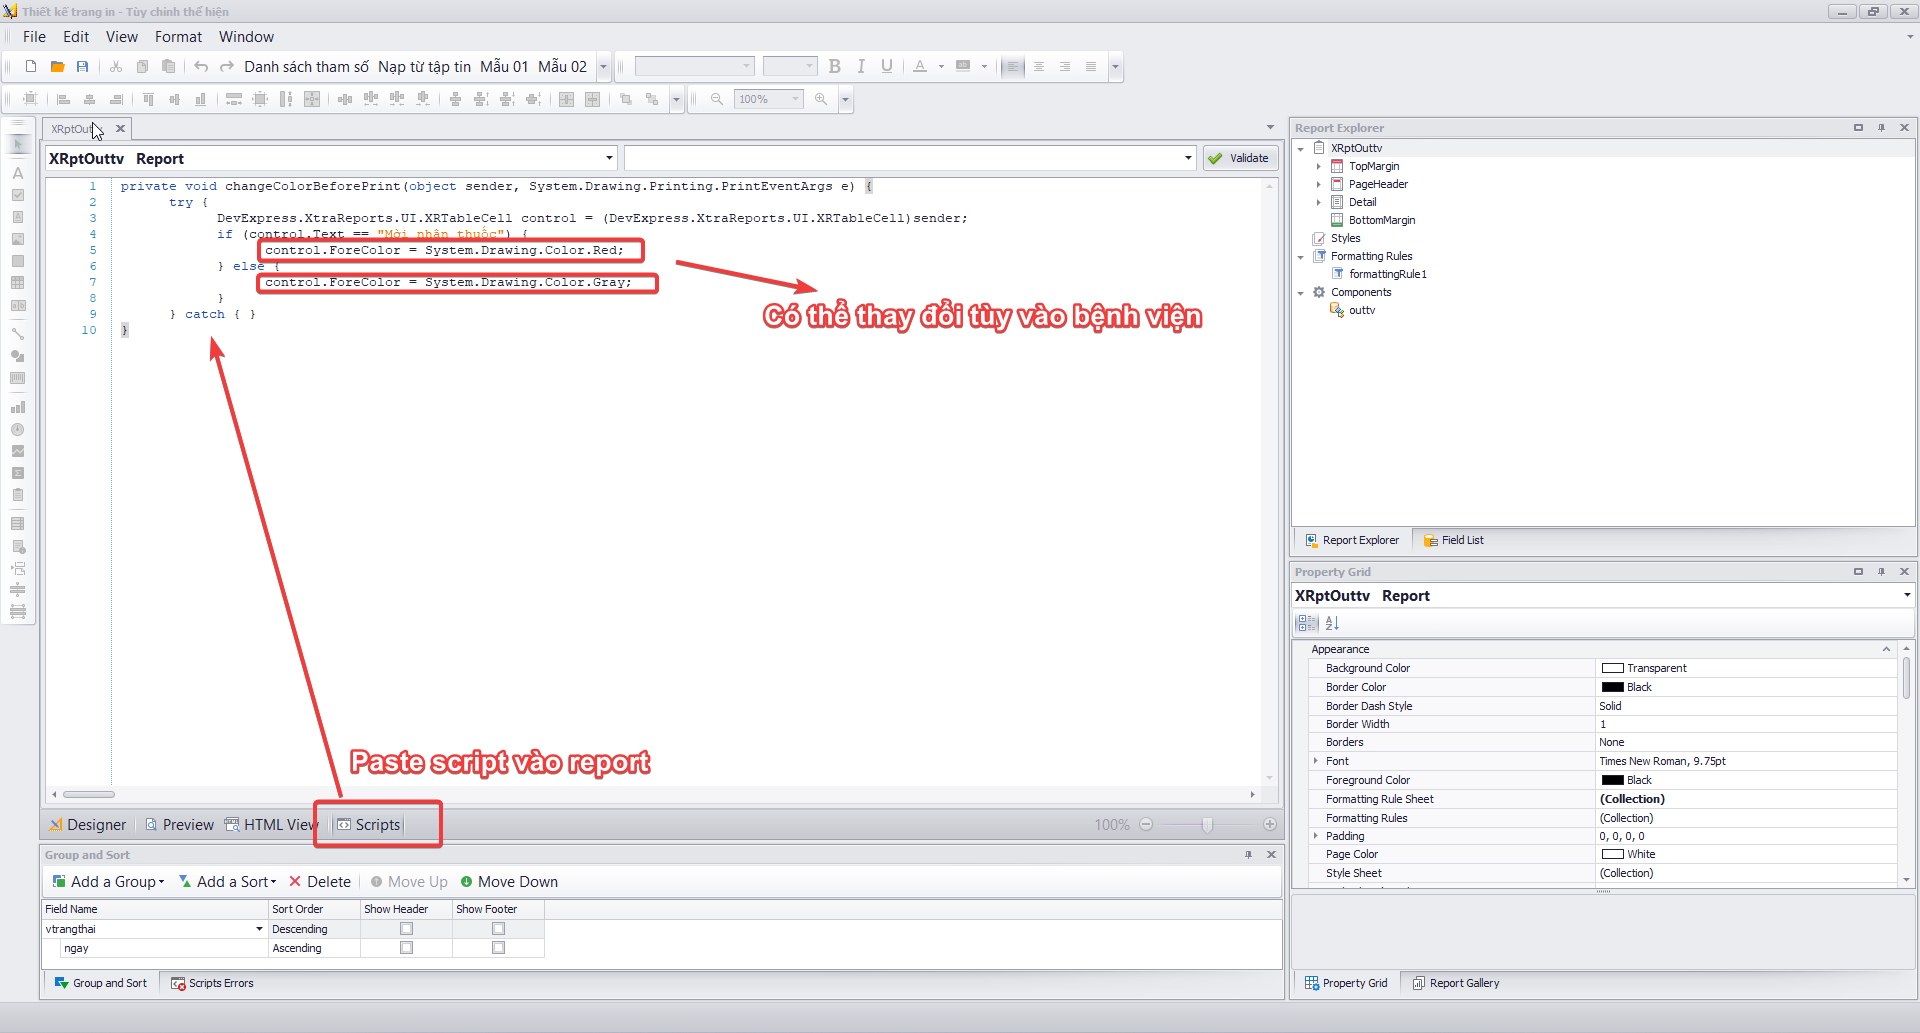 Thiết kế trang in - Tùy chỉnh thể hiện
File Edit View Format Window
Danh sách tham số Nạp từ tập tin Mẫu 01 Mẫu 02
B I U A
100%
XRptOuttv
XRptOuttv Report
Validate
1 private void changeColorBeforePrint(object sender, System.Drawing.Printing.PrintEventArgs e) {
2 try {
3 DevExpress.XtraReports.UI.XRTableCell control = (DevExpress.XtraReports.UI.XRTableCell)sender;
4 if (control.Text == "Mời nhận thuốc") {
5 control.ForeColor = System.Drawing.Color.Red;
6 } else {
7 control.ForeColor = System.Drawing.Color.Gray;
8 }
9 } catch { }
10 }
Có thể thay đổi tùy vào bệnh viện
Paste script vào report
Designer Preview HTML View Scripts
100%
Group and Sort
Add a Group Add a Sort Delete Move Up Move Down
Field Name Sort Order Show Header Show Footer
vtrangthai Descending
ngay Ascending
Group and Sort Scripts Errors
Report Explorer
XRptOuttv
TopMargin
PageHeader
Detail
BottomMargin
Styles
Formatting Rules
formattingRule1
Components
outtv
Report Explorer Field List
Property Grid
XRptOuttv Report
Appearance
Background Color Transparent
Border Color Black
Border Dash Style Solid
Border Width 1
Borders None
Font Times New Roman, 9.75pt
Foreground Color Black
Formatting Rule Sheet (Collection)
Formatting Rules (Collection)
Padding 0, 0, 0, 0
Page Color White
Style Sheet (Collection)
Property Grid Report Gallery